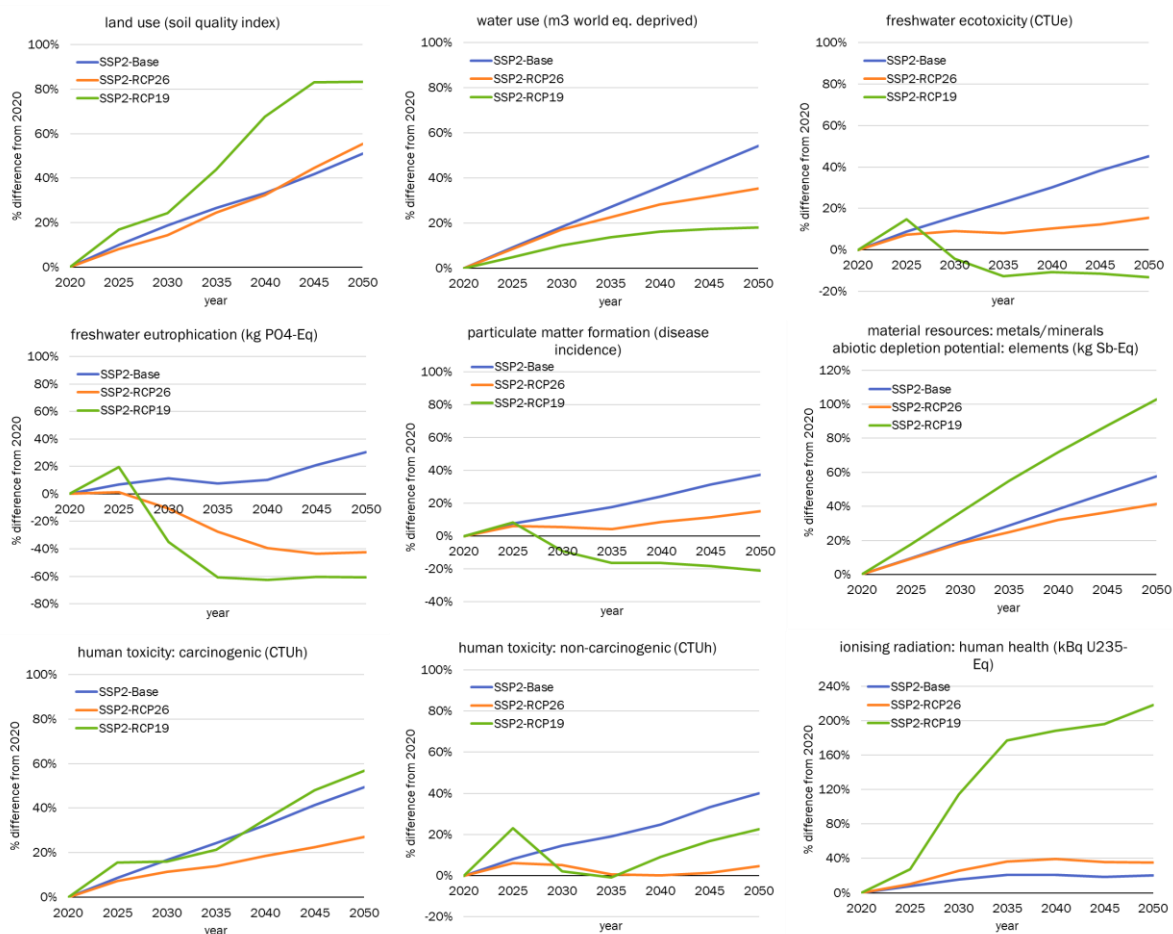 land use (soil quality index)
100%
80%
60%
40%
20%
0%
SSP2-Base
SSP2-RCP26
SSP2-RCP19
% difference from 2020
2020 2025 2030 2035 2040 2045 2050
year
water use (m3 world eq. deprived)
100%
80%
60%
40%
20%
0%
SSP2-Base
SSP2-RCP26
SSP2-RCP19
% difference from 2020
2020 2025 2030 2035 2040 2045 2050
year
freshwater ecotoxicity (CTUe)
100%
80%
60%
40%
20%
0%
-20%
SSP2-Base
SSP2-RCP26
SSP2-RCP19
% difference from 2020
2020 2025 2030 2035 2040 2045 2050
year
freshwater eutrophication (kg PO4-Eq)
100%
80%
60%
40%
20%
0%
-20%
-40%
-60%
-80%
SSP2-Base
SSP2-RCP26
SSP2-RCP19
% difference from 2020
2020 2025 2030 2035 2040 2045 2050
year
particulate matter formation (disease
incidence)
100%
80%
60%
40%
20%
0%
-20%
-40%
SSP2-Base
SSP2-RCP26
SSP2-RCP19
% difference from 2020
2020 2025 2030 2035 2040 2045 2050
year
material resources: metals/minerals
abiotic depletion potential: elements (kg Sb-Eq)
120%
100%
80%
60%
40%
20%
0%
SSP2-Base
SSP2-RCP26
SSP2-RCP19
% difference from 2020
2020 2025 2030 2035 2040 2045 2050
year
human toxicity: carcinogenic (CTUh)
100%
80%
60%
40%
20%
0%
SSP2-Base
SSP2-RCP26
SSP2-RCP19
% difference from 2020
2020 2025 2030 2035 2040 2045 2050
year
human toxicity: non-carcinogenic (CTUh)
100%
80%
60%
40%
20%
0%
-20%
SSP2-Base
SSP2-RCP26
SSP2-RCP19
% difference from 2020
2020 2025 2030 2035 2040 2045 2050
year
ionising radiation: human health (kBq U235-
Eq)
240%
200%
160%
120%
80%
40%
0%
SSP2-Base
SSP2-RCP26
SSP2-RCP19
% difference from 2020
2020 2025 2030 2035 2040 2045 2050
year